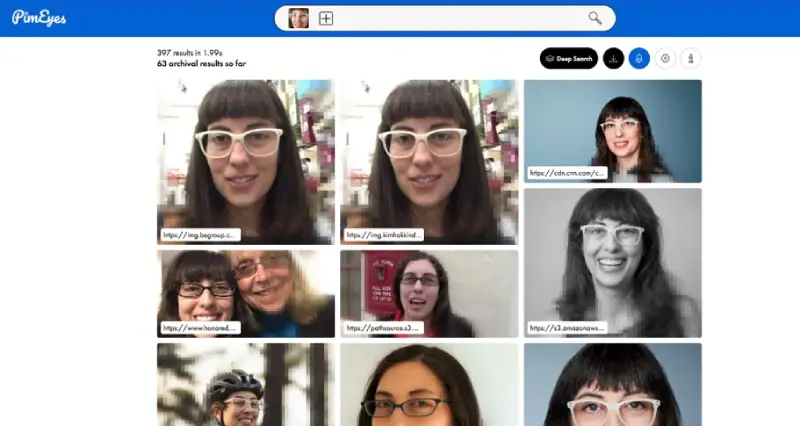 PimEyes
397 results in 1.99s
63 archival results so far
Deep Search
https://img.begroup.c...
https://img.kimhakkind...
https://cdn.cnn.com/c...
https://www.honored....
https://pathsource.s3....
https://s3.amazonaws...